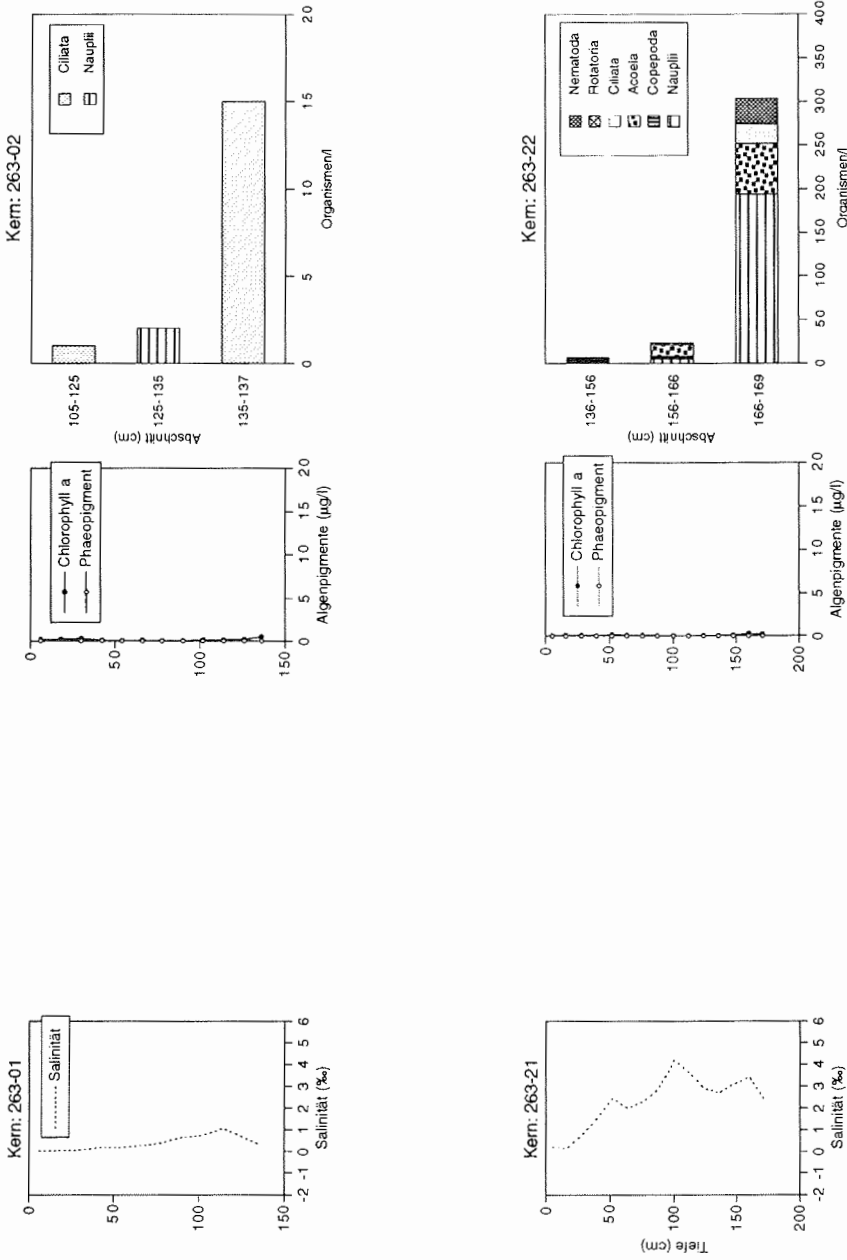 Kern: 263-01
Salinität
0
50
100
150
-2 -1 0 1 2 3 4 5 6
Salinität (‰)
Chlorophyll a
Phaeopigment
0
50
100
150
0 5 10 15 20
Algenpigmente (µg/l)
Kern: 263-02
Ciliata
Nauplii
105-125
125-135
135-137
Abschnitt (cm)
0 5 10 15 20
Organismen/l
Kern: 263-21
0
50
100
150
200
Tiefe (cm)
-2 -1 0 1 2 3 4 5 6
Salinität (‰)
Chlorophyll a
Phaeopigment
0
50
100
150
200
0 5 10 15 20
Algenpigmente (µg/l)
Kern: 263-22
Nematoda
Rotatoria
Ciliata
Acoela
Copepoda
Nauplii
136-156
156-166
166-169
Abschnitt (cm)
0 50 100 150 200 250 300 350 400
Organismen/l